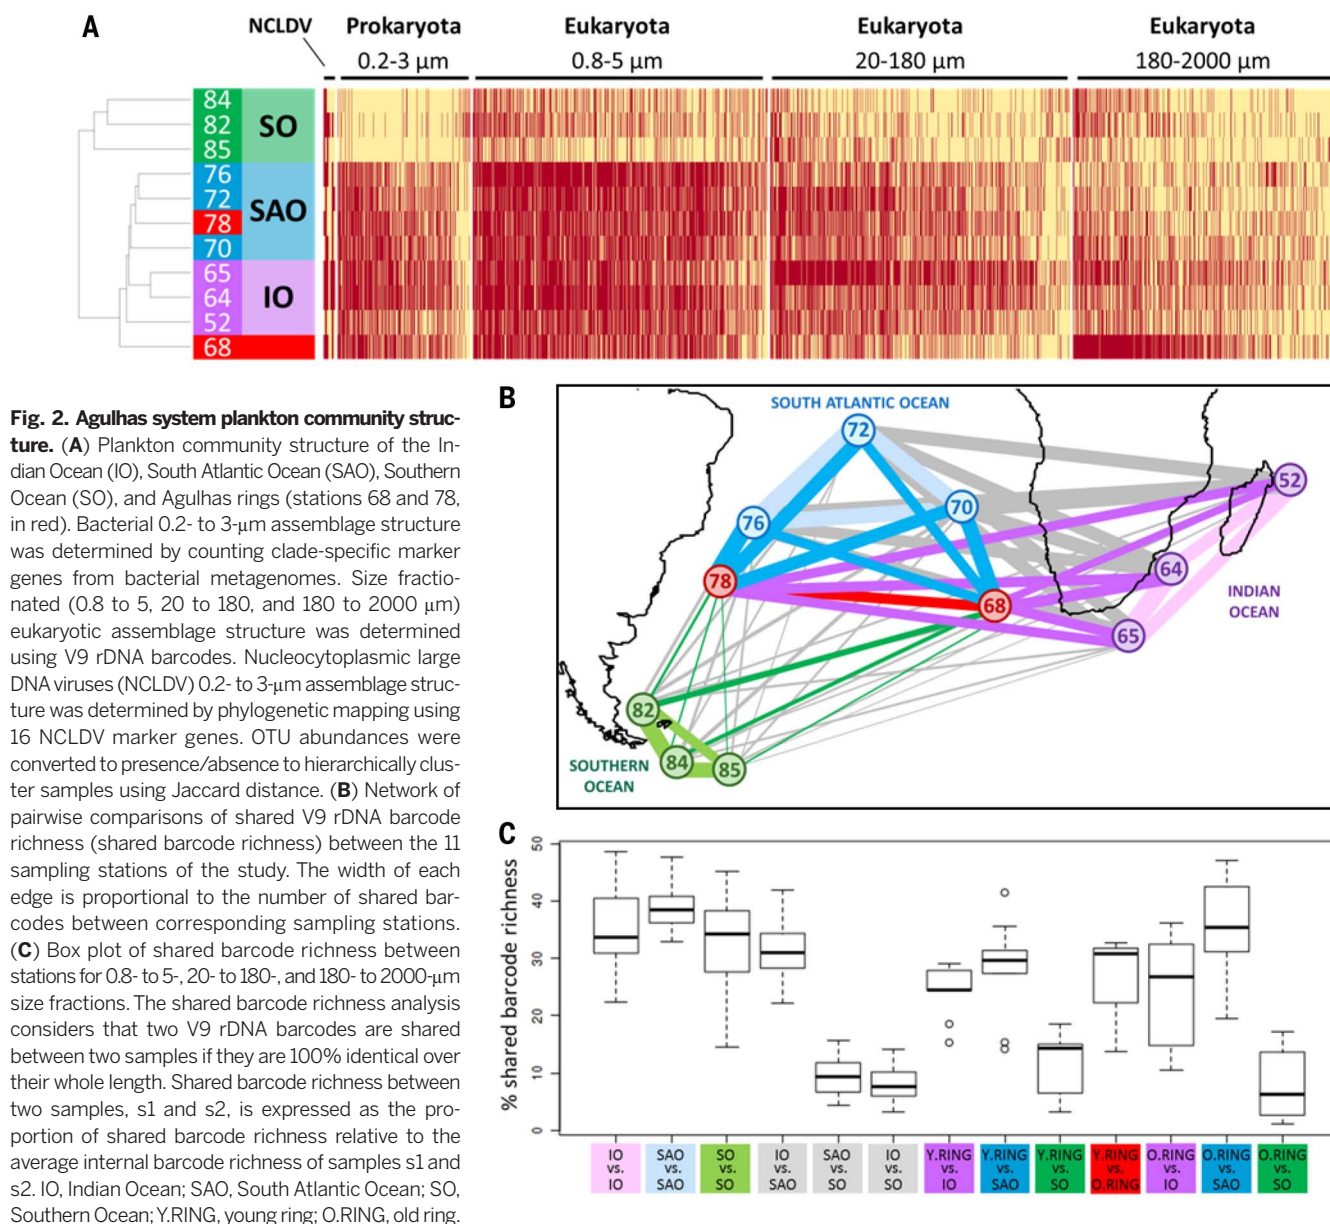 A
NCLDV
Prokaryota
Eukaryota
Eukaryota
Eukaryota
0.2-3 µm
0.8-5 µm
20-180 µm
180-2000 µm
84
82
85
SO
76
72
78
70
SAO
65
64
52
IO
68
Fig. 2. Agulhas system plankton community struc-
ture. (A) Plankton community structure of the In-
dian Ocean (IO), South Atlantic Ocean (SAO), Southern
Ocean (SO), and Agulhas rings (stations 68 and 78,
in red). Bacterial 0.2- to 3-µm assemblage structure
was determined by counting clade-specific marker
genes from bacterial metagenomes. Size fractio-
nated (0.8 to 5, 20 to 180, and 180 to 2000 µm)
eukaryotic assemblage structure was determined
using V9 rDNA barcodes. Nucleocytoplasmic large
DNA viruses (NCLDV) 0.2- to 3-µm assemblage struc-
ture was determined by phylogenetic mapping using
16 NCLDV marker genes. OTU abundances were
converted to presence/absence to hierarchically clus-
ter samples using Jaccard distance. (B) Network of
pairwise comparisons of shared V9 rDNA barcode
richness (shared barcode richness) between the 11
sampling stations of the study. The width of each
edge is proportional to the number of shared bar-
codes between corresponding sampling stations.
(C) Box plot of shared barcode richness between
stations for 0.8- to 5-, 20- to 180-, and 180- to 2000-µm
size fractions. The shared barcode richness analysis
considers that two V9 rDNA barcodes are shared
between two samples if they are 100% identical over
their whole length. Shared barcode richness between
two samples, s1 and s2, is expressed as the pro-
portion of shared barcode richness relative to the
average internal barcode richness of samples s1 and
s2. IO, Indian Ocean; SAO, South Atlantic Ocean; SO,
Southern Ocean; Y.RING, young ring; O.RING, old ring.
B
SOUTH ATLANTIC OCEAN
72
52
70
76
64
78
68
INDIAN
OCEAN
65
82
84
85
SOUTHERN
OCEAN
C
% shared barcode richness
50
40
30
20
10
0
IO
vs.
IO
SAO
vs.
SAO
SO
vs.
SO
IO
vs.
SAO
SAO
vs.
SO
IO
vs.
SO
Y.RING
vs.
IO
Y.RING
vs.
SAO
Y.RING
vs.
SO
Y.RING
vs.
O.RING
O.RING
vs.
IO
O.RING
vs.
SAO
O.RING
vs.
SO